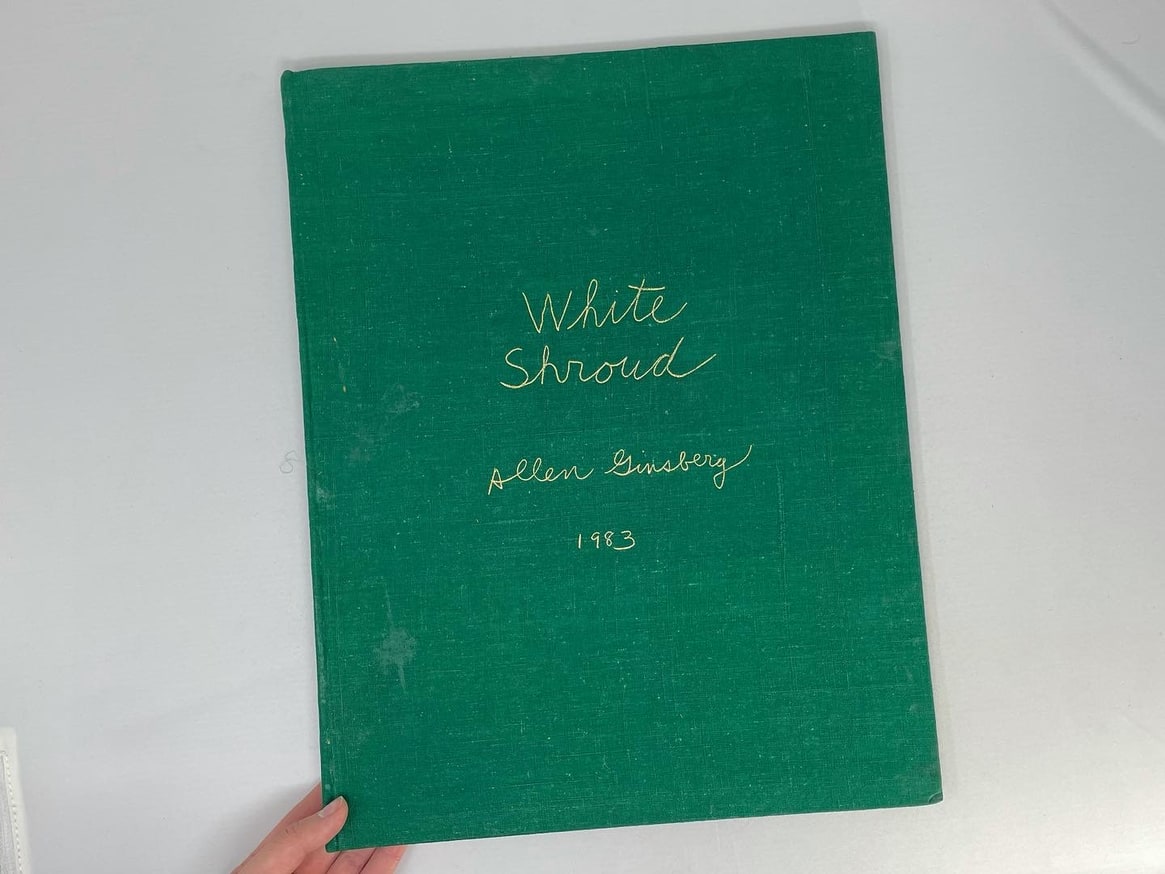 White
Shroud
Allen Ginsberg
1983